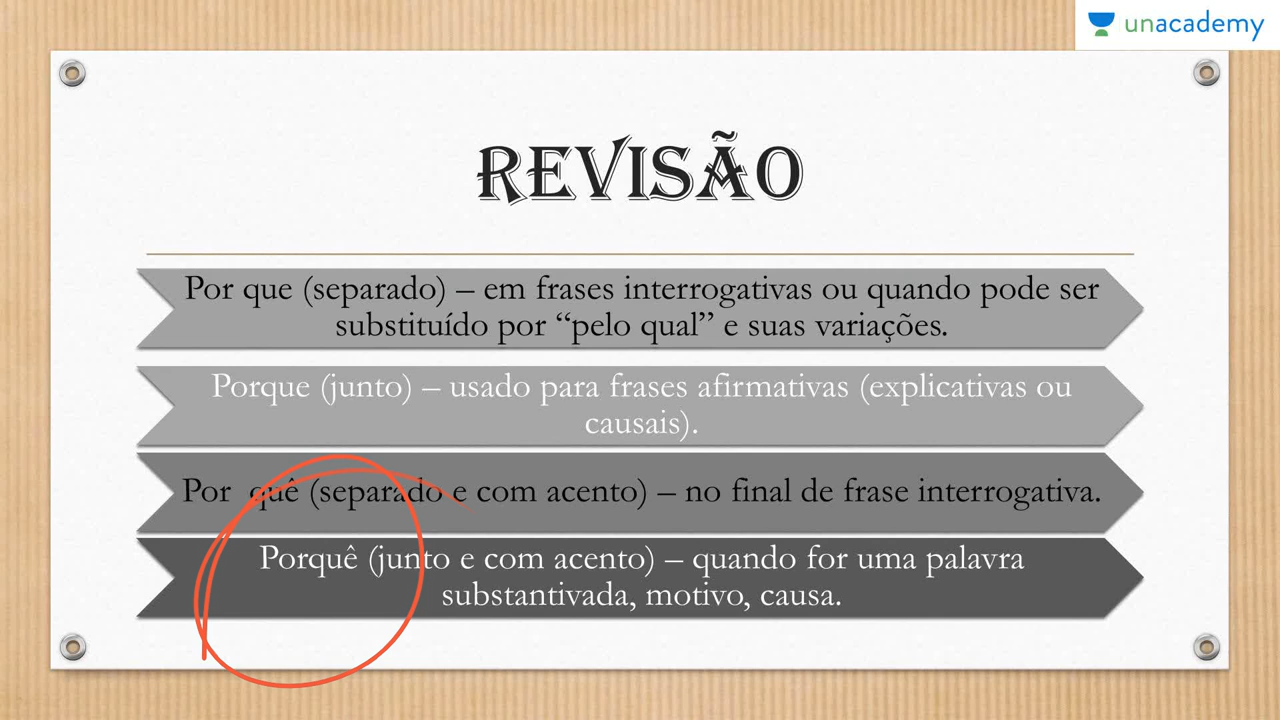 unacademy
REVISÃO
Por que (separado) – em frases interrogativas ou quando pode ser
substituído por “pelo qual” e suas variações.
Porque (junto) – usado para frases afirmativas (explicativas ou
causais).
Por  quê (separado e com acento) – no final de frase interrogativa.
Porquê (junto e com acento) – quando for uma palavra
substantivada, motivo, causa.